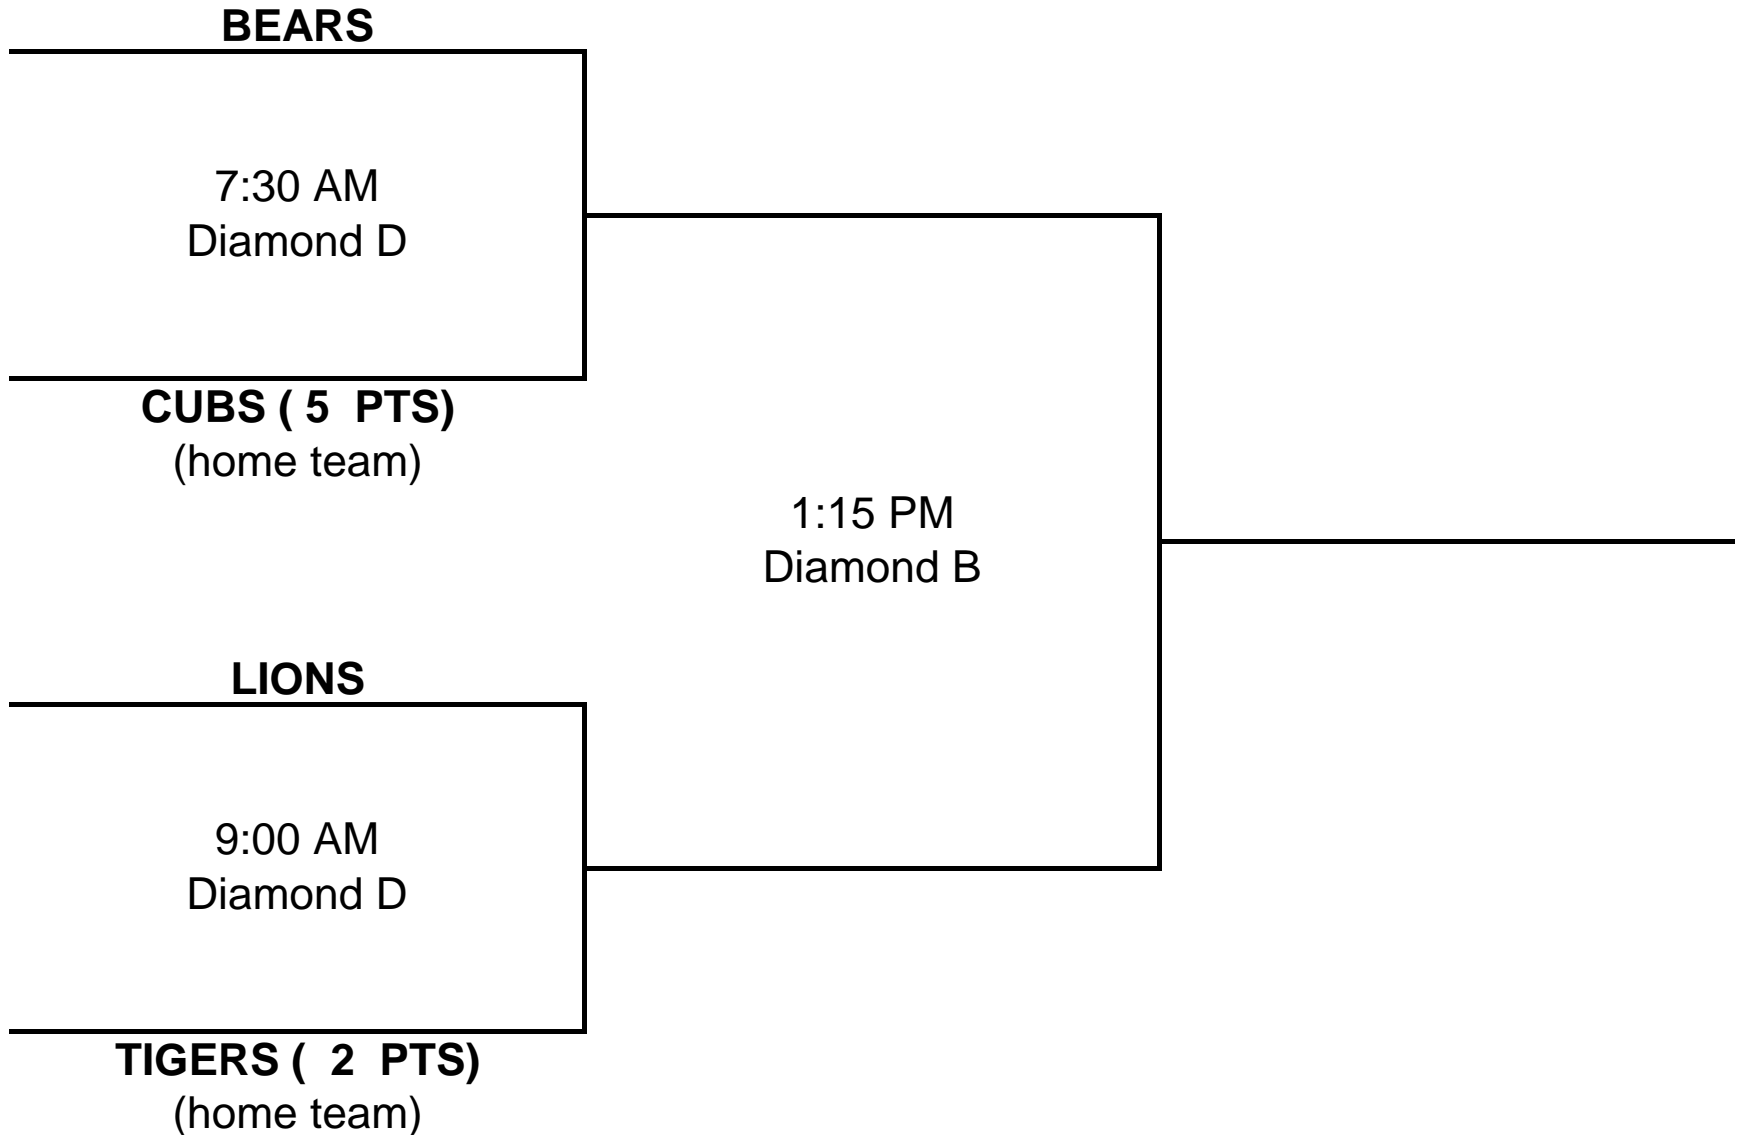 BEARS
7:30 AM
Diamond D
CUBS ( 5  PTS)
(home team)
1:15 PM
Diamond B
LIONS
9:00 AM
Diamond D
TIGERS (  2  PTS)
(home team)